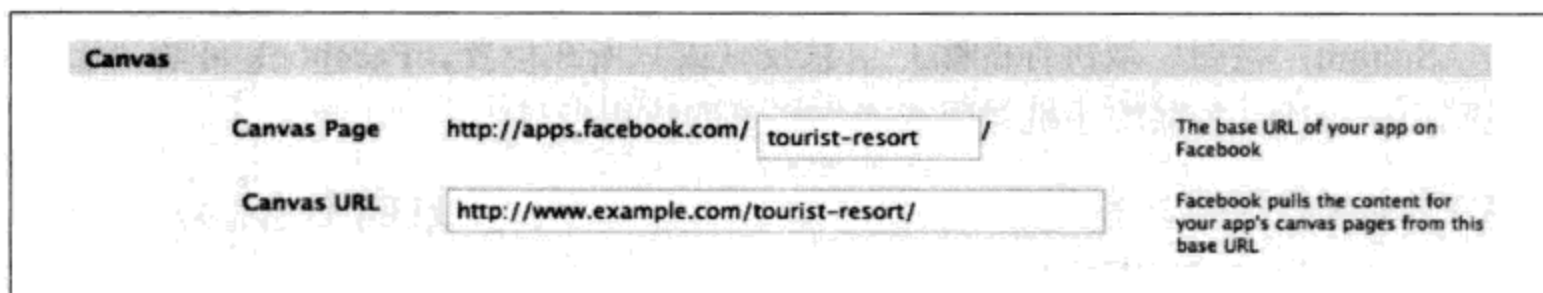 Canvas
Canvas Page http://apps.facebook.com/ tourist-resort / The base URL of your app on
Facebook
Canvas URL http://www.example.com/tourist-resort/ Facebook pulls the content for
your app's canvas pages from this
base URL